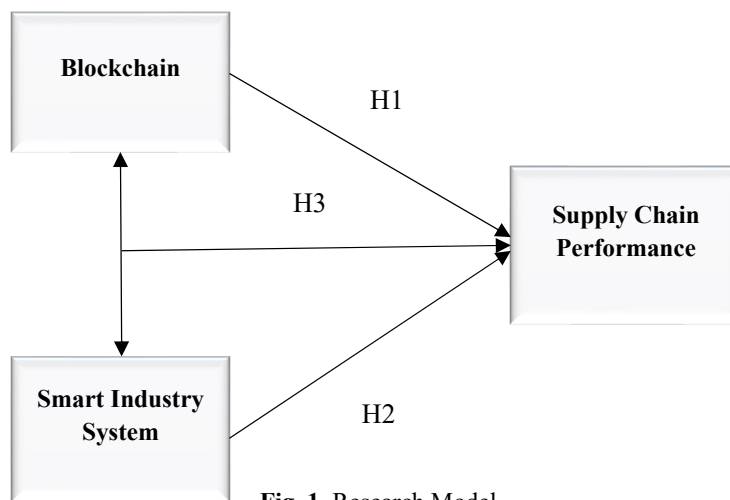 Blockchain
H1
H3
Supply Chain
Performance
Smart Industry
System
H2
Fig. 1. Research Model